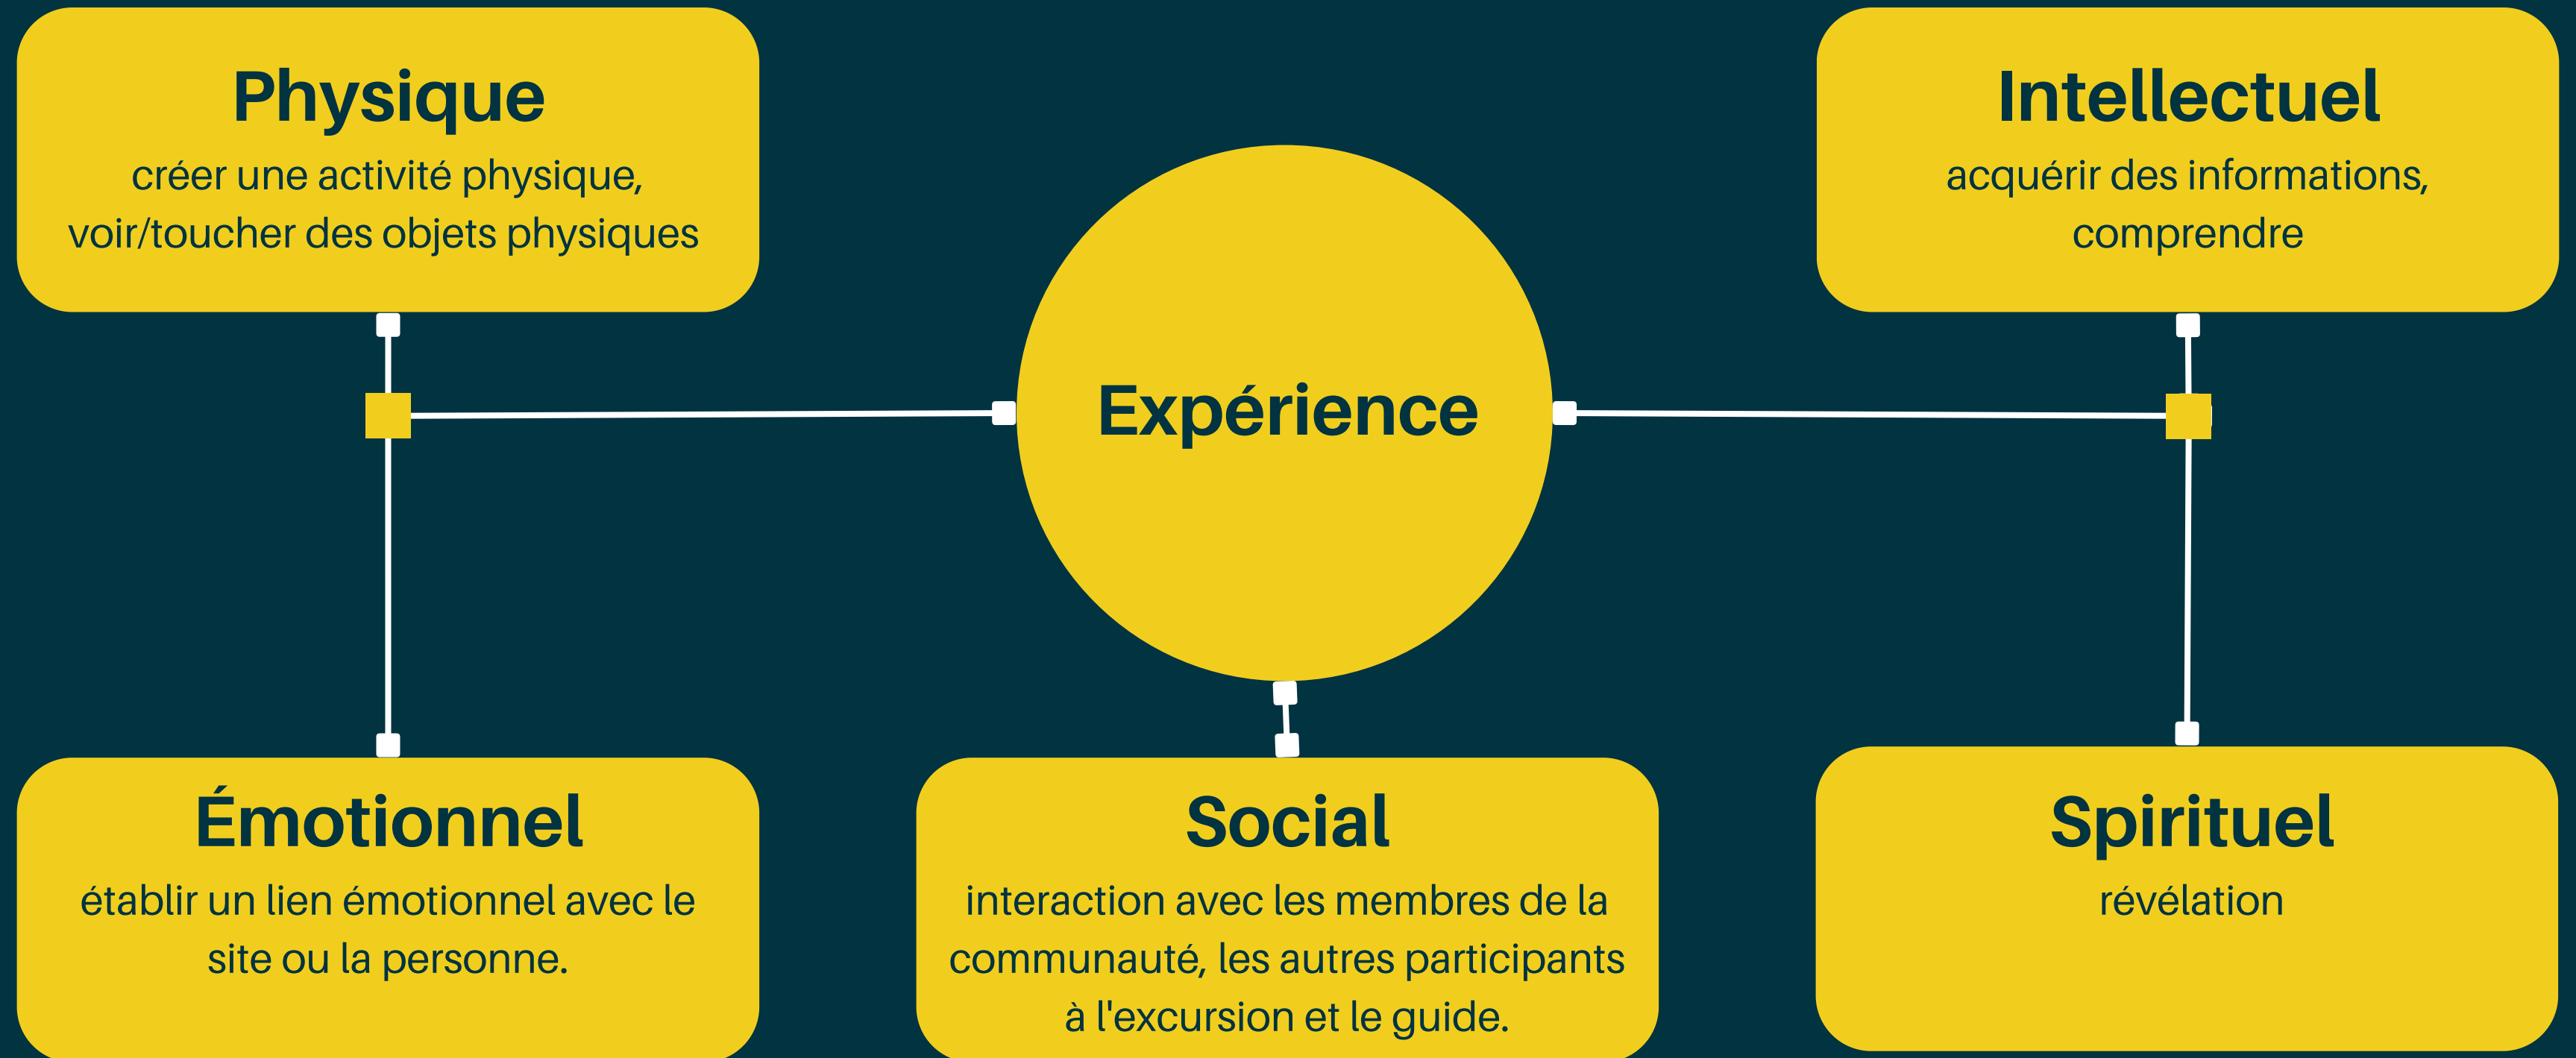 Physique
créer une activité physique,
voir/toucher des objets physiques
Intellectuel
acquérir des informations,
comprendre
Expérience
Émotionnel
établir un lien émotionnel avec le
site ou la personne.
Social
interaction avec les membres de la
communauté, les autres participants
à l'excursion et le guide.
Spirituel
révélation